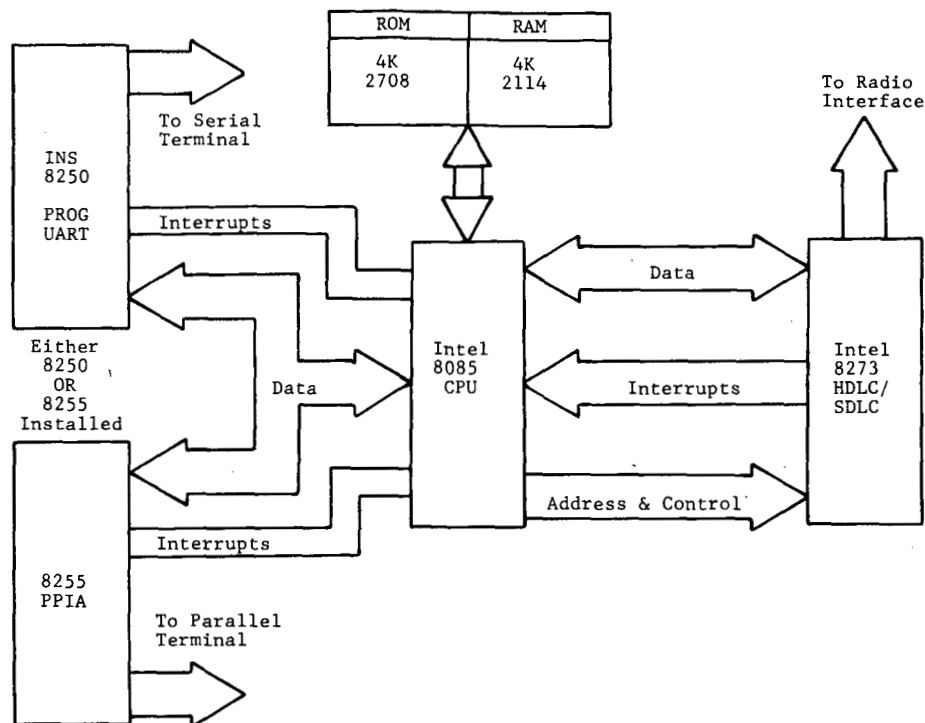 ROM
RAM
4K
2708
4K
2114
To Serial
Terminal
To Radio
Interface
INS
8250
PROG
UART
Interrupts
Data
Either
8250
OR
8255
Installed
Data
Intel
8085
CPU
Interrupts
Intel
8273
HDLC/
SDLC
Address & Control
Interrupts
8255
PPIA
To Parallel
Terminal